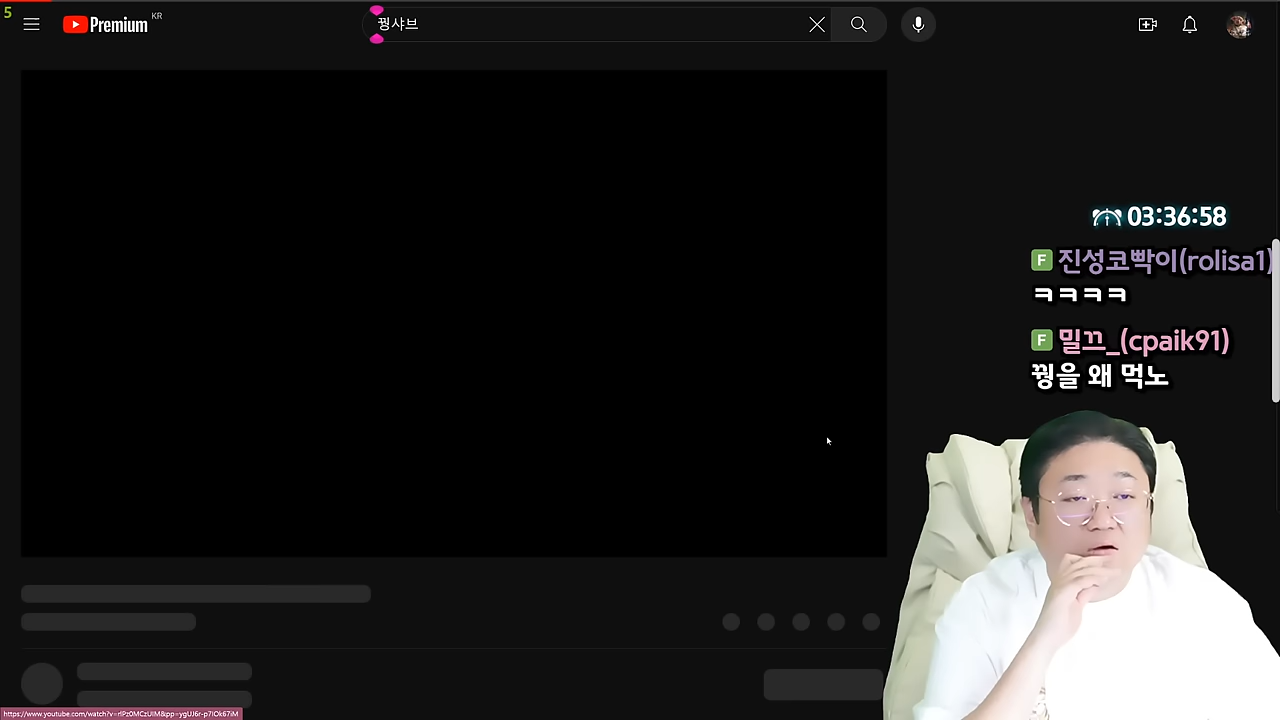 5
Premium KR
꿩샤브
03:36:58
F 진성코빡이(rolisa1)
ㅋㅋㅋㅋ
F 밀끄_(cpaik91)
꿩을 왜 먹노